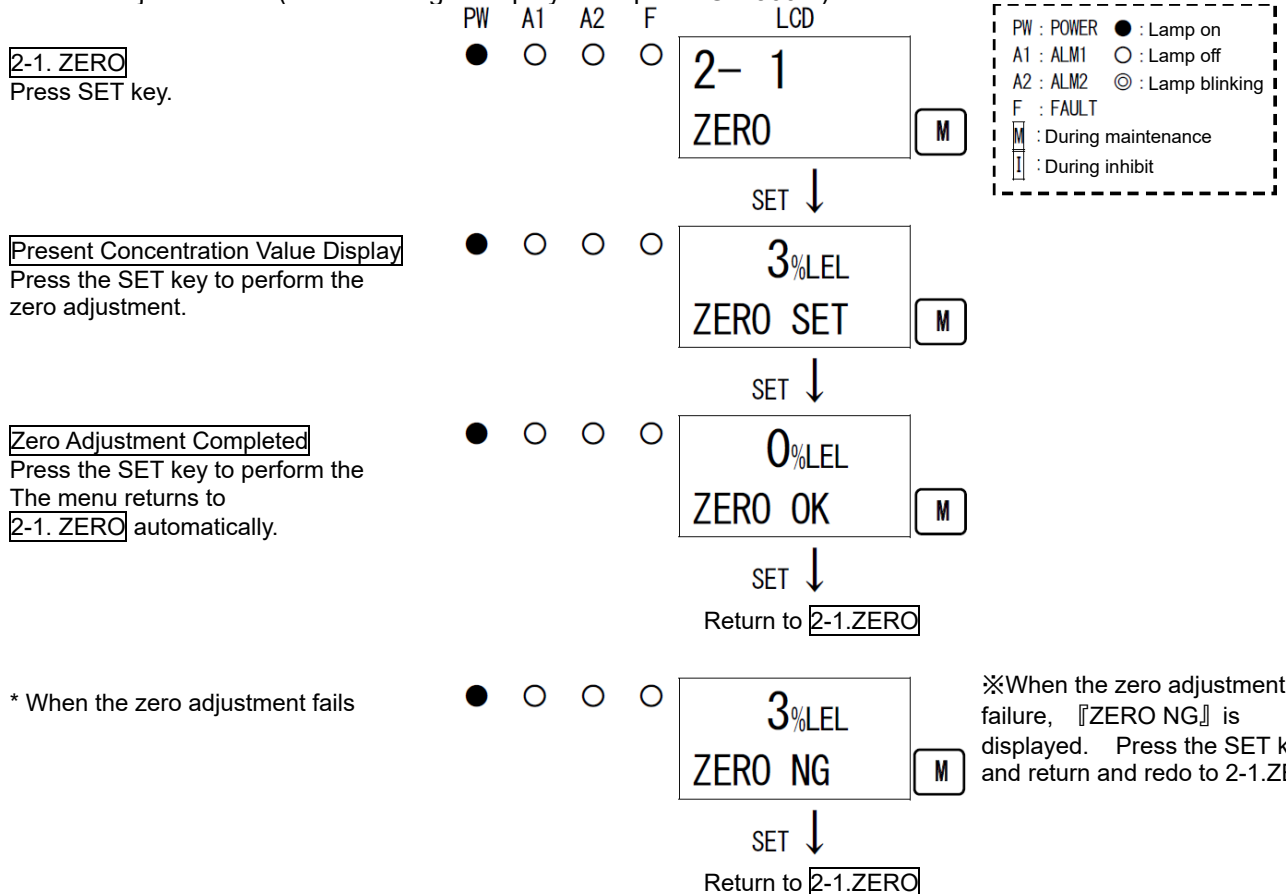 PW A1 A2 F LCD
2-1. ZERO
Press SET key.
● ○ ○ ○
2- 1
ZERO
M
SET ↓
PW : POWER ● : Lamp on
A1 : ALM1 ○ : Lamp off
A2 : ALM2 ◎ : Lamp blinking
F : FAULT
M : During maintenance
I : During inhibit
Present Concentration Value Display
Press the SET key to perform the
zero adjustment.
● ○ ○ ○
3%LEL
ZERO SET
M
SET ↓
Zero Adjustment Completed
Press the SET key to perform the
The menu returns to
2-1. ZERO automatically.
● ○ ○ ○
0%LEL
ZERO OK
M
SET ↓
Return to 2-1.ZERO
* When the zero adjustment fails
● ○ ○ ○
3%LEL
ZERO NG
M
SET ↓
Return to 2-1.ZERO
※When the zero adjustment
failure, 『ZERO NG』 is
displayed. Press the SET
and return and redo to